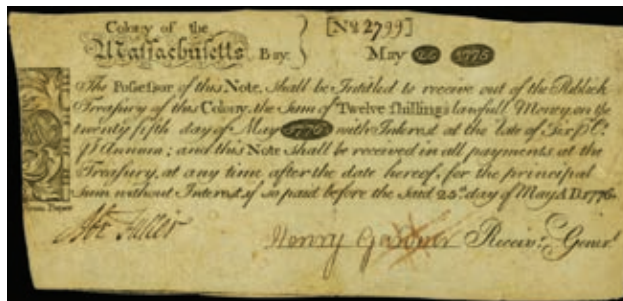 Colony of the [No 2799]
Massachusetts Bay: May 25 1775
The Possessor of this Note, shall be Intitled to receive out of the Publick
Treasury of this Colony, the Sum of Twelve Shillings lawfull Money, on the
twenty fifth day of May 1776 with Interest at the rate of Six pr. Ct.
pr. Annum; and this Note shall be received in all payments at the
Treasury, at any time after the date hereof, for the principal
Sum without Interest, if so paid before the said 25th. day of May A D. 1776.
Henry Gardner Receivr. Generl